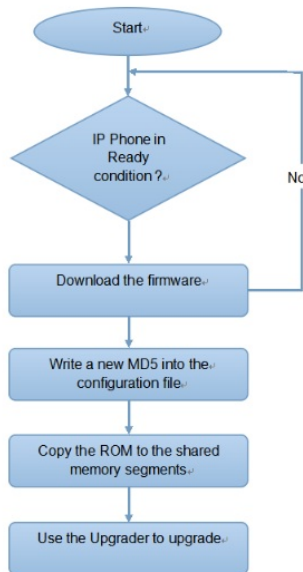 Start
IP Phone in
Ready
condition ?
No
Download the firmware
Write a new MD5 into the
configuration file
Copy the ROM to the shared
memory segments
Use the Upgrader to upgrade